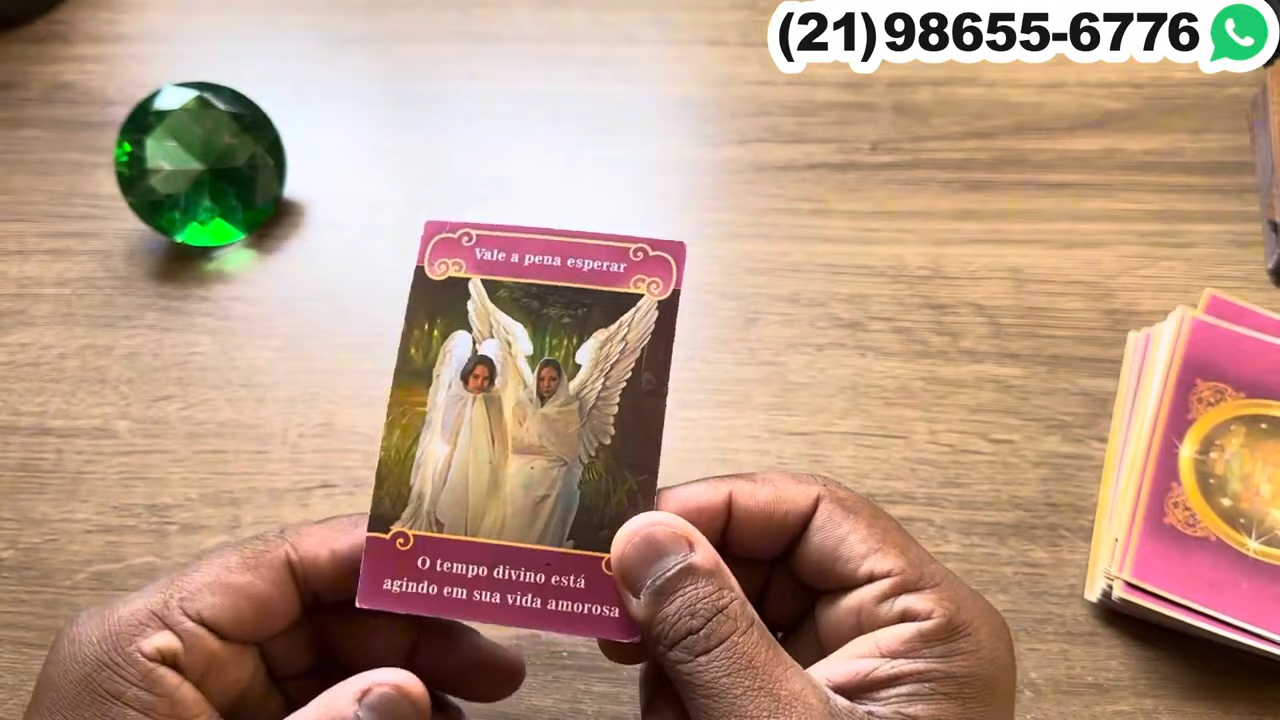 (21)98655-6776
Vale a pena esperar
O tempo divino está
agindo em sua vida amorosa